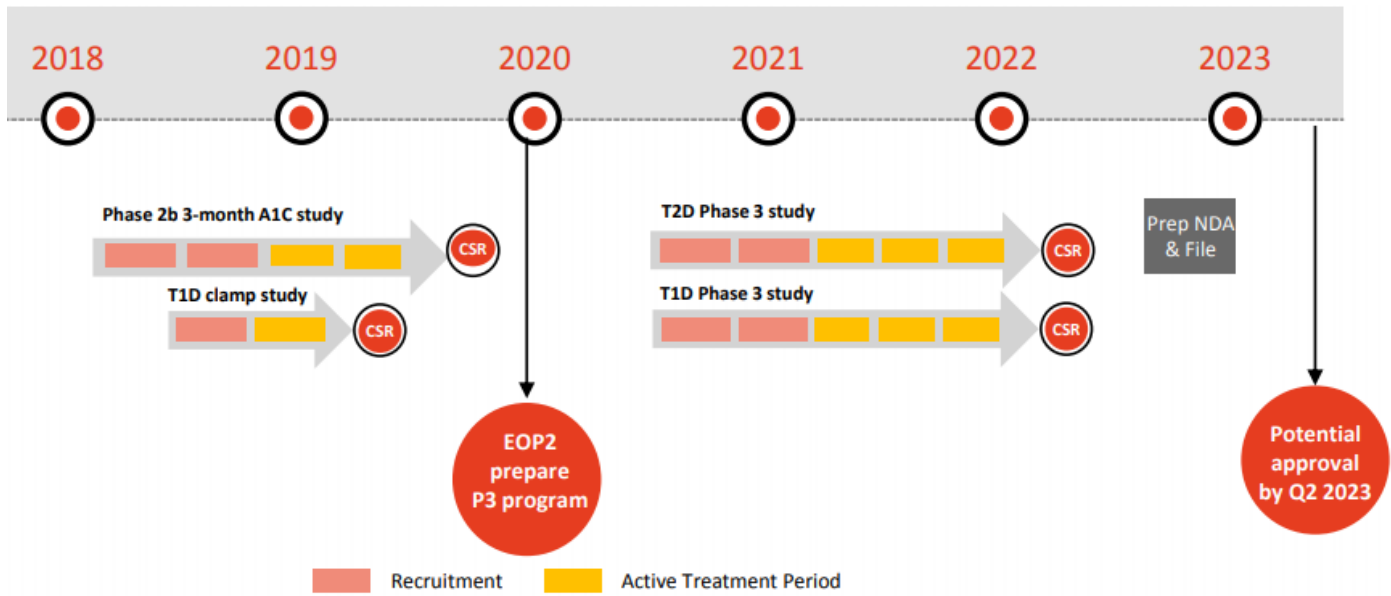 2018 2019 2020 2021 2022 2023
Phase 2b 3-month A1C study
CSR
T1D clamp study
CSR
T2D Phase 3 study
CSR
T1D Phase 3 study
CSR
Prep NDA
& File
EOP2
prepare
P3 program
Potential
approval
by Q2 2023
Recruitment
Active Treatment Period